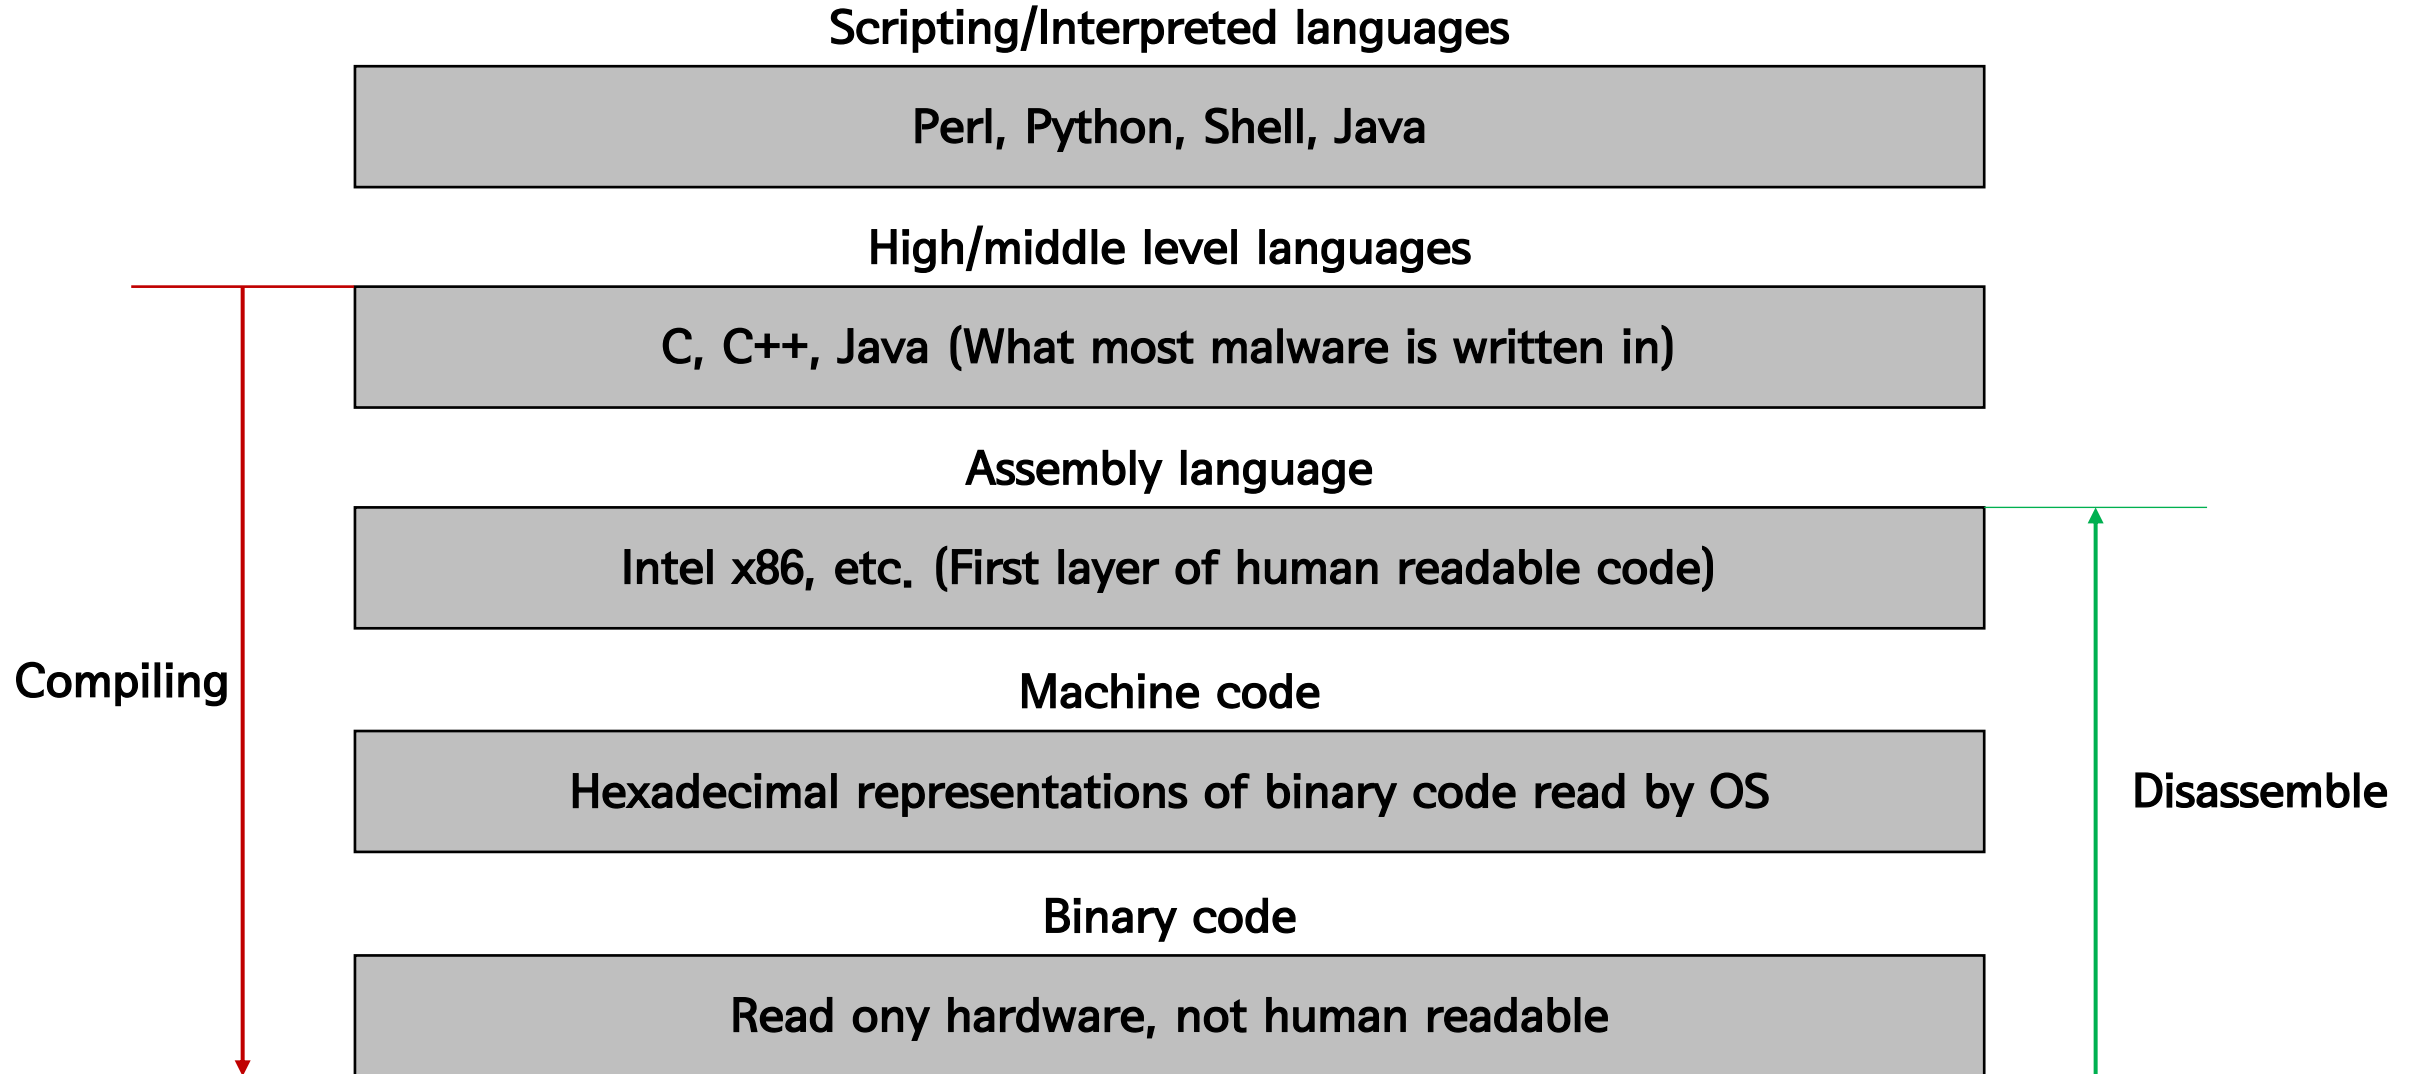 Scripting/Interpreted languages
Perl, Python, Shell, Java
High/middle level languages
C, C++, Java (What most malware is written in)
Assembly language
Intel x86, etc. (First layer of human readable code)
Compiling
Machine code
Hexadecimal representations of binary code read by OS
Disassemble
Binary code
Read ony hardware, not human readable